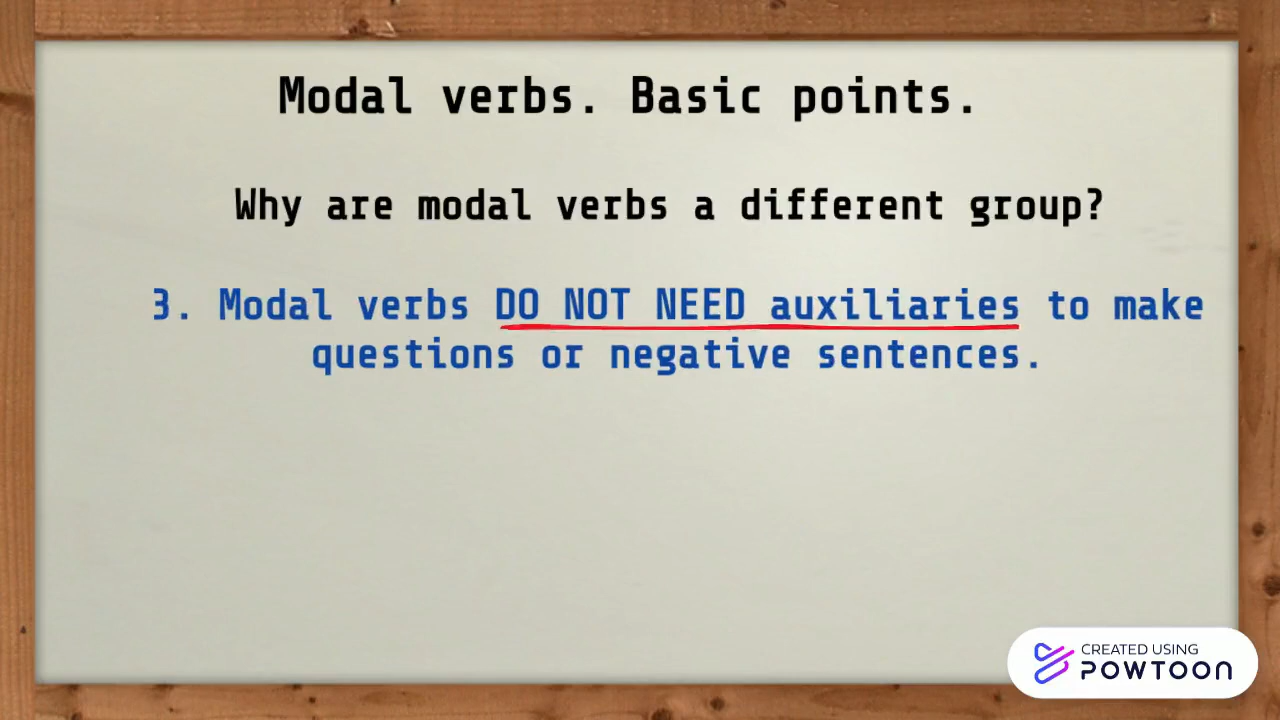 Modal verbs. Basic points.
Why are modal verbs a different group?
3. Modal verbs DO NOT NEED auxiliaries to make
questions or negative sentences.
CREATED USING
POWTOON